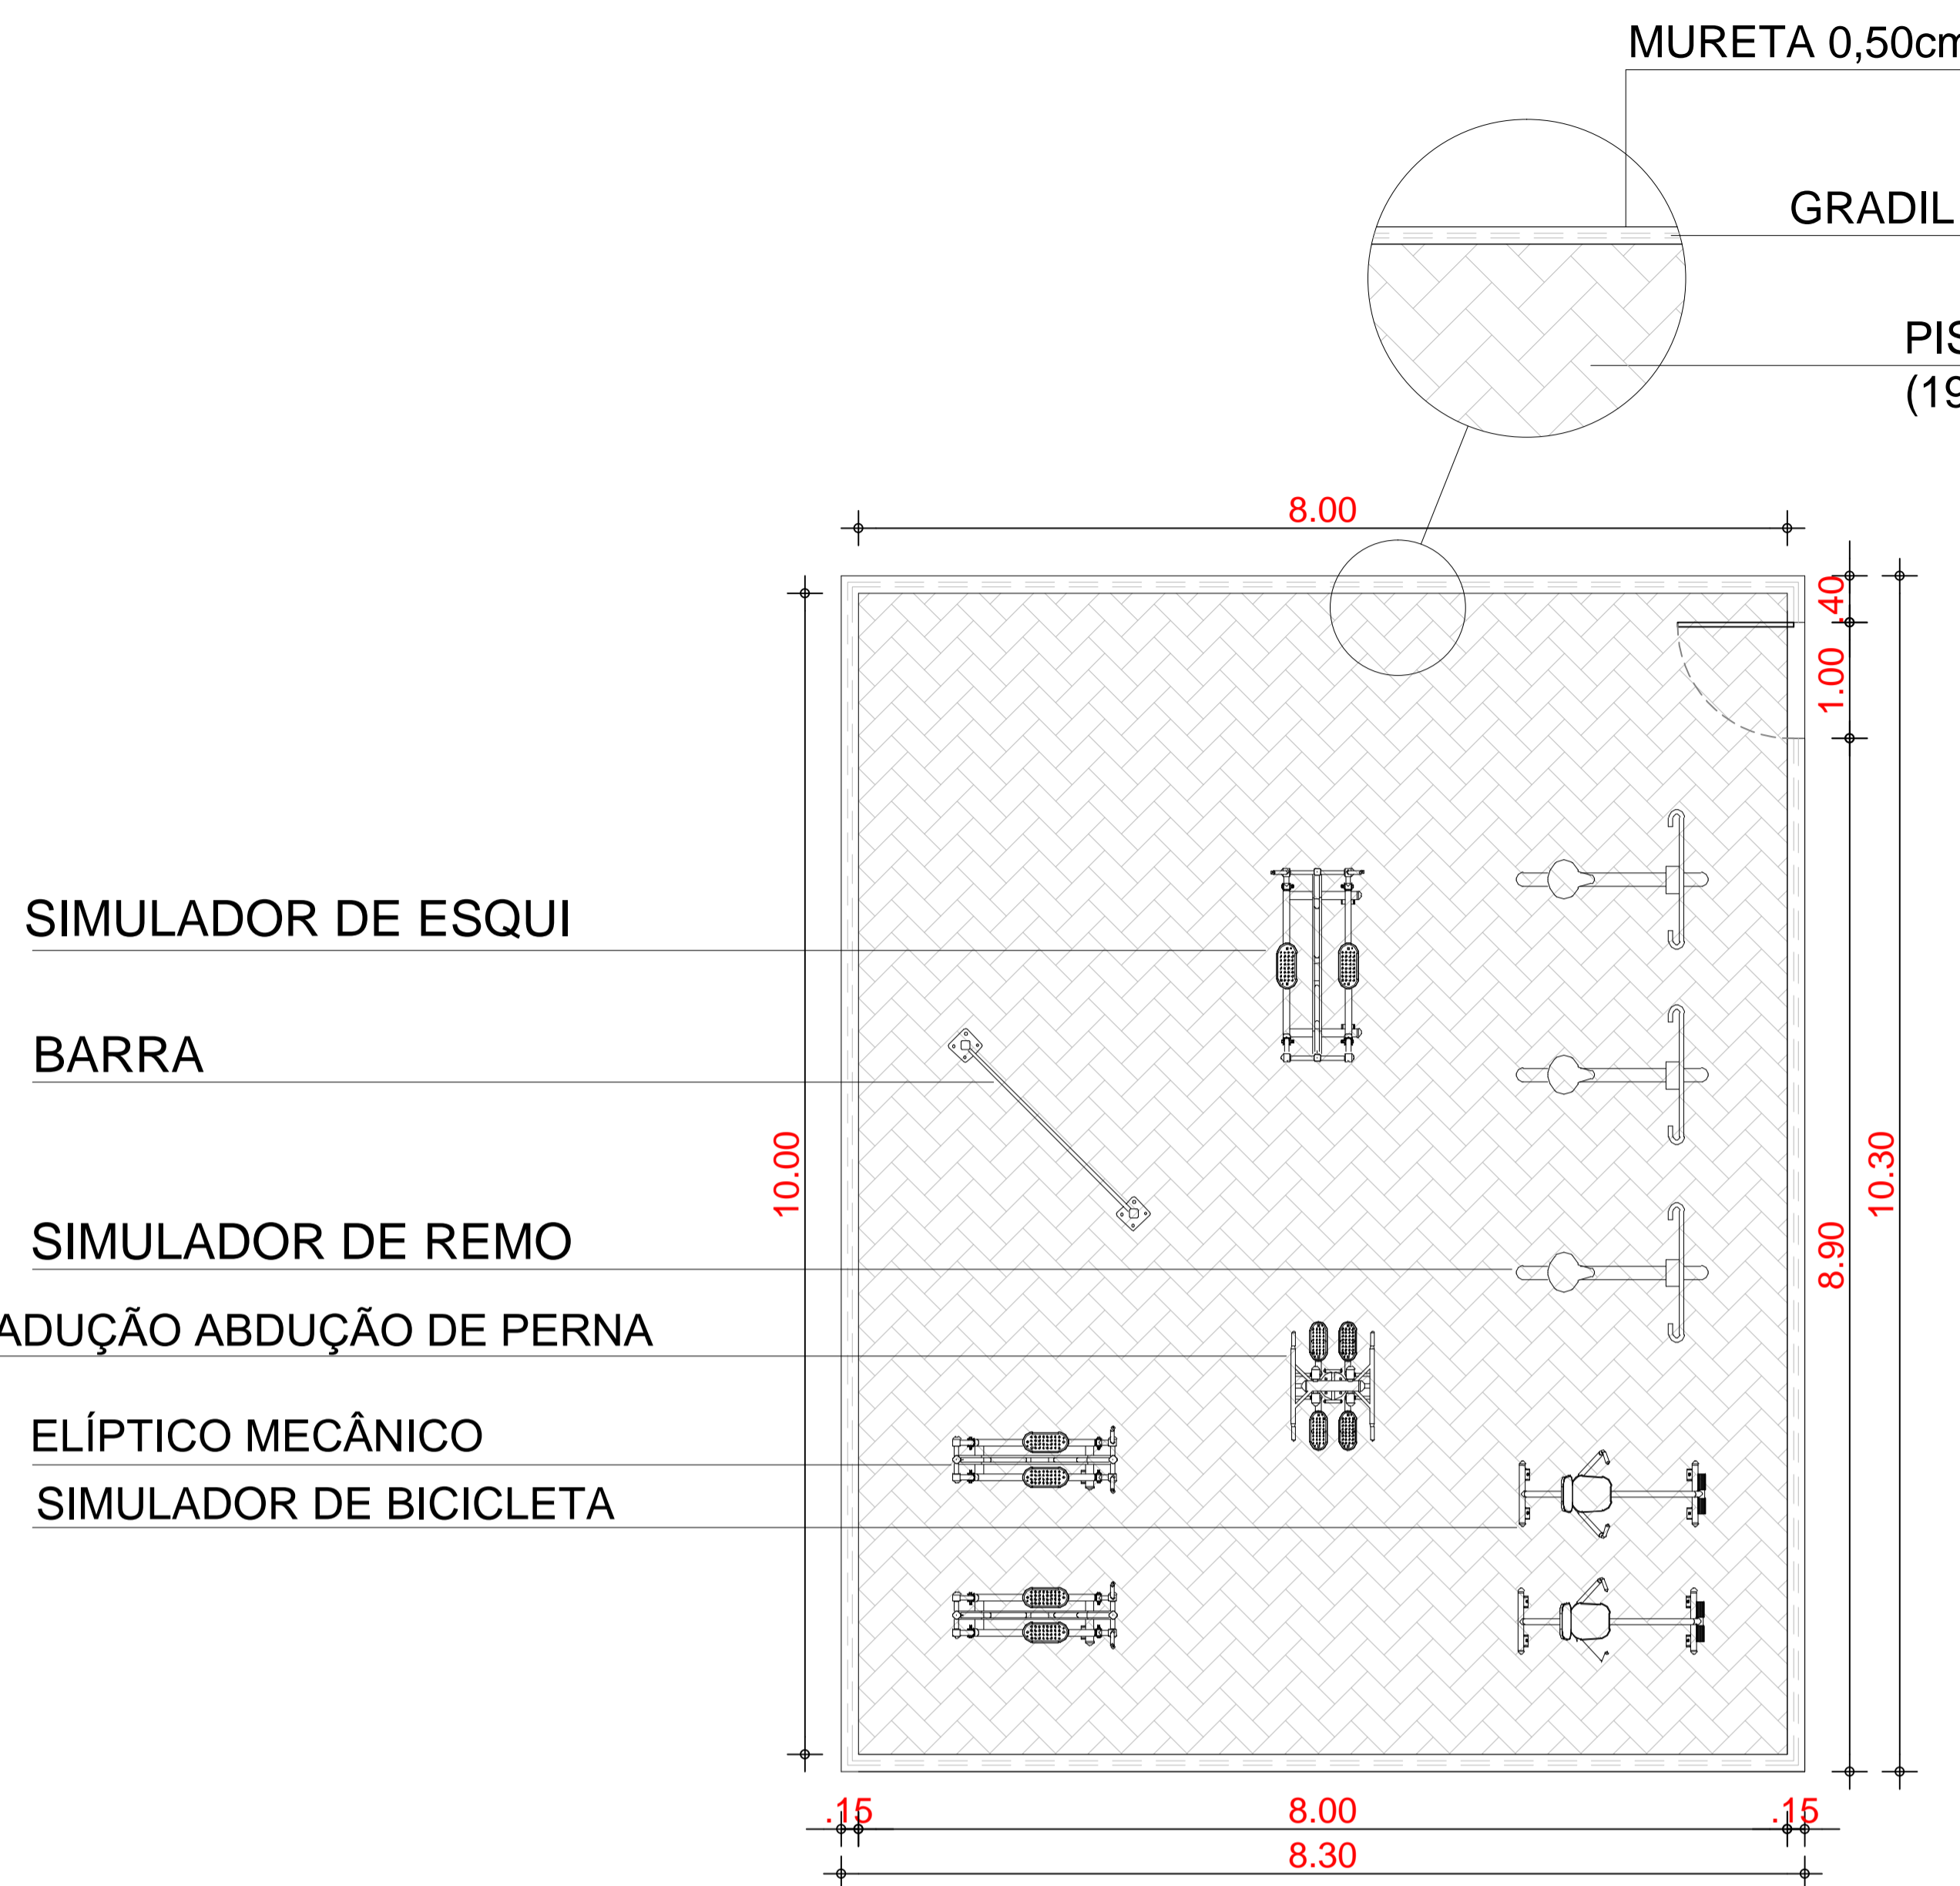 MURETA 0,50cm
GRADIL
8.00
.40
1.00
SIMULADOR DE ESQUI
BARRA
10.00
10.30
SIMULADOR DE REMO
8.90
ADUÇÃO ABDUÇÃO DE PERNA
ELÍPTICO MECÂNICO
SIMULADOR DE BICICLETA
.15
8.00
.15
8.30